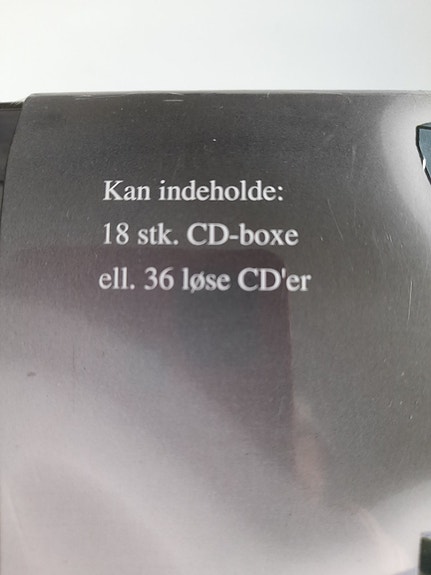 Kan indeholde:
18 stk. CD-boxe
ell. 36 løse CD'er